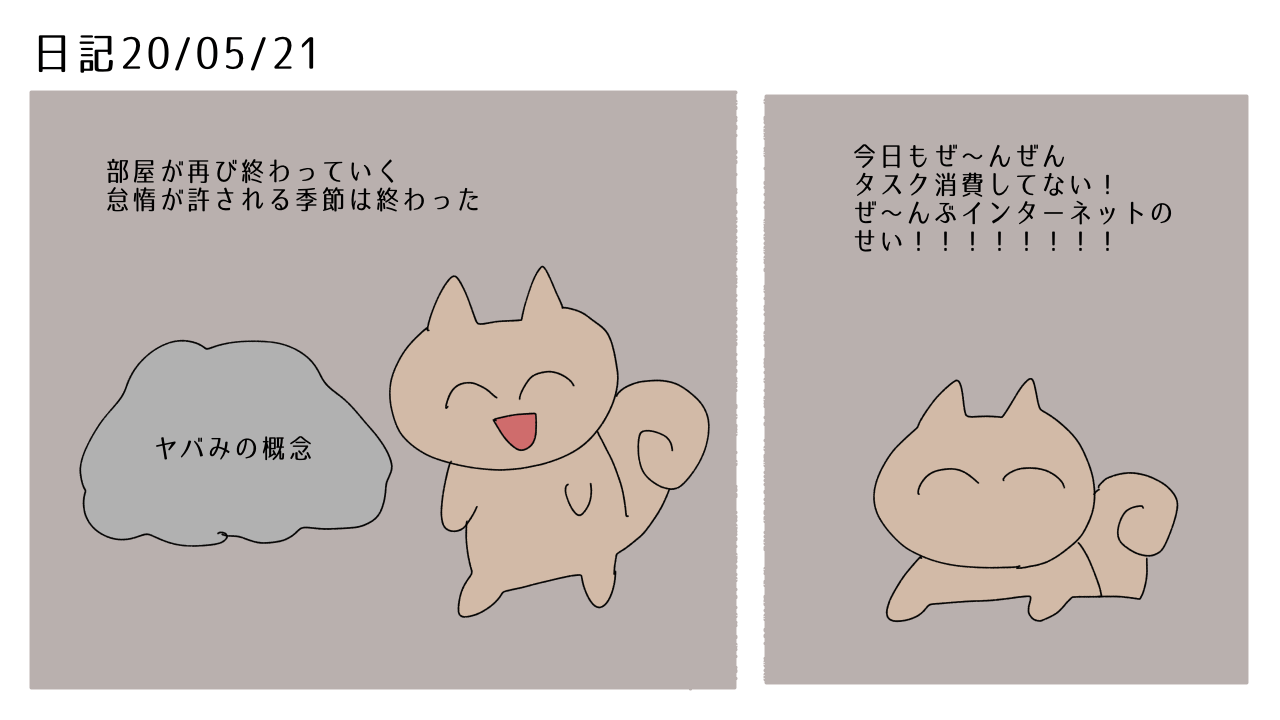 日記20/05/21
部屋が再び終わっていく
怠惰が許される季節は終わった
ヤバみの概念
今日もぜ～んぜん
タスク消費してない！
ぜ～んぶインターネットの
せい！！！！！！！！